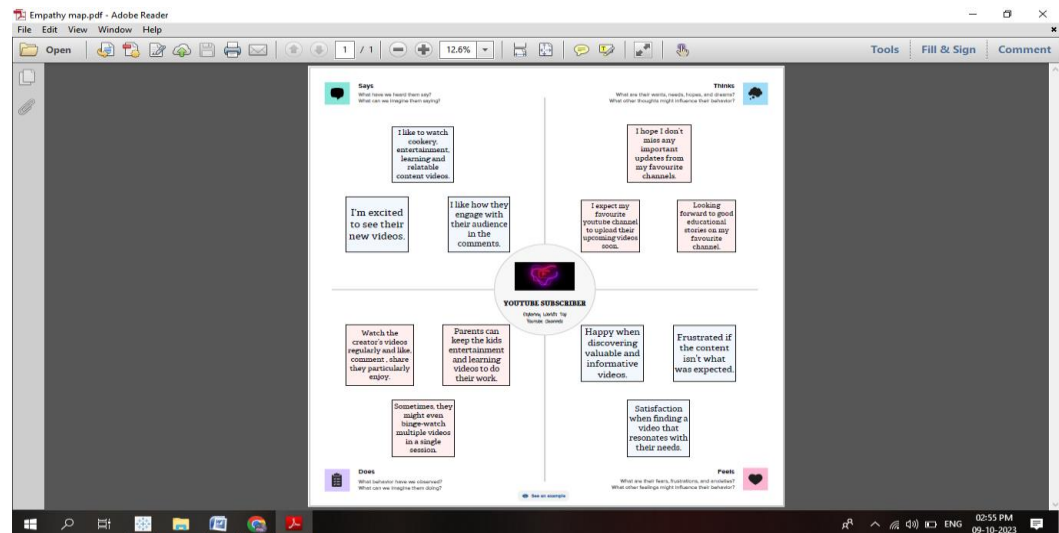 Empathy map.pdf - Adobe Reader
File Edit View Window Help
Open
1 / 1
12.6%
Tools Fill & Sign Comment
Says
What have we heard them say?
What can we imagine them saying?
Thinks
What are their wants, needs, hopes, and dreams?
What other thoughts might influence their behavior?
I like to watch
cookery,
entertainment,
learning and
relatable
content videos.
I'm excited
to see their
new videos.
I like how they
engage with
their audience
in the
comments.
I hope I don't
miss any
important
updates from
my favourite
channels.
I expect my
favourite
youtube channel
to upload their
upcoming videos
soon.
Looking
forward to good
educational
stories on my
favourite
channel.
YOUTUBE SUBSCRIBER
Exploring World's Top
Youtube channels
Watch the
creator's videos
regularly and like,
comment , share
they particularly
enjoy.
Parents can
keep the kids
entertainment
and learning
videos to do
their work.
Sometimes, they
might even
binge-watch
multiple videos
in a single
session.
Happy when
discovering
valuable and
informative
videos.
Frustrated if
the content
isn't what
was expected.
Satisfaction
when finding a
video that
resonates with
their needs.
Does
What behavior have we observed?
What can we imagine them doing?
See an example
Feels
What are their fears, frustrations, and anxieties?
What other feelings might influence their behavior?
ENG
02:55 PM
09-10-2023